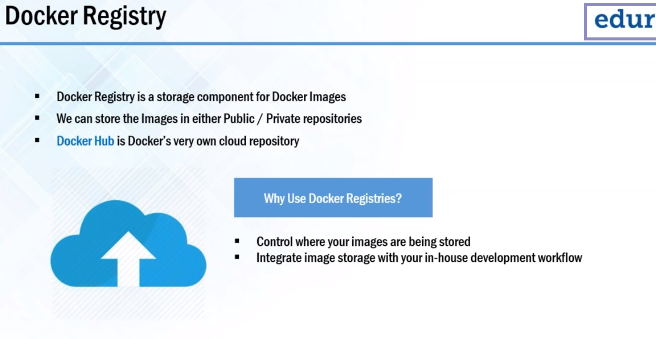 Docker Registry
edur
▪ Docker Registry is a storage component for Docker Images
▪ We can store the Images in either Public / Private repositories
▪ Docker Hub is Docker's very own cloud repository
Why Use Docker Registries?
▪ Control where your images are being stored
▪ Integrate image storage with your in-house development workflow